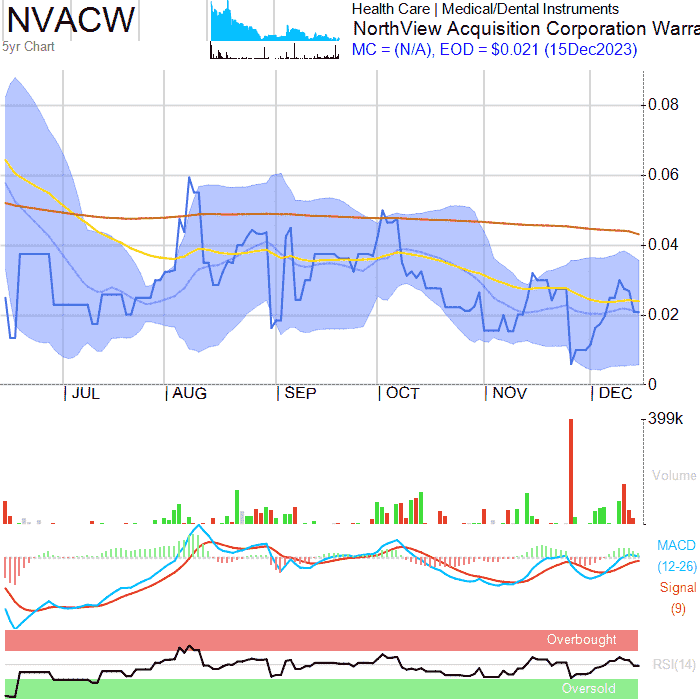 NVACW
5yr Chart
Health Care | Medical/Dental Instruments
NorthView Acquisition Corporation Warra
MC = (N/A), EOD = $0.021 (15Dec2023)
0.08
0.06
0.04
0.02
0
JUL
AUG
SEP
OCT
NOV
DEC
399k
Volume
MACD
(12-26)
Signal
(9)
Overbought
RSI(14)
Oversold